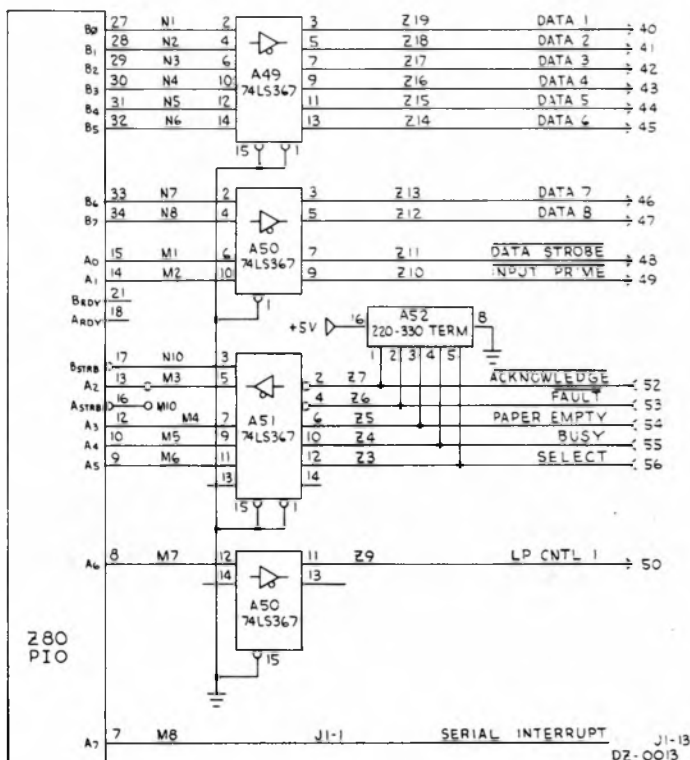 B0 27 N1 2 3 Z19 DATA 1 40
B1 28 N2 4 5 Z18 DATA 2 41
B2 29 N3 6 7 Z17 DATA 3 42
A49
B3 30 N4 10 9 Z16 DATA 4 43
74LS367
B4 31 N5 12 11 Z15 DATA 5 44
B5 32 N6 14 13 Z14 DATA 6 45
15 1
B6 33 N7 2 3 Z13 DATA 7 46
B7 34 N8 4 5 Z12 DATA 8 47
A50
A0 15 M1 6 7 Z11 DATA STROBE 48
74LS367
A1 14 M2 10 9 Z10 INPUT PRIME 49
BRDY 21
1
ARDY 18
+5V 16 A52 8
220-330 TERM
1 2 3 4 5
BSTRB 17 N10 3
A2 13 M3 5 2 Z7 ACKNOWLEDGE 52
ASTRB 16 M10 4 Z6 FAULT 53
A51
A3 12 M4 7 6 Z5 PAPER EMPTY 54
74LS367
A4 10 M5 9 10 Z4 BUSY 55
A5 9 M6 11 12 Z3 SELECT 56
13 14
15 1
A6 8 M7 12 11 Z9 LP CNTL 1 50
14 13
A50
74LS367
Z80
PIO
15
A7 7 M8 J1-1 SERIAL INTERRUPT J1-13
DZ-0013